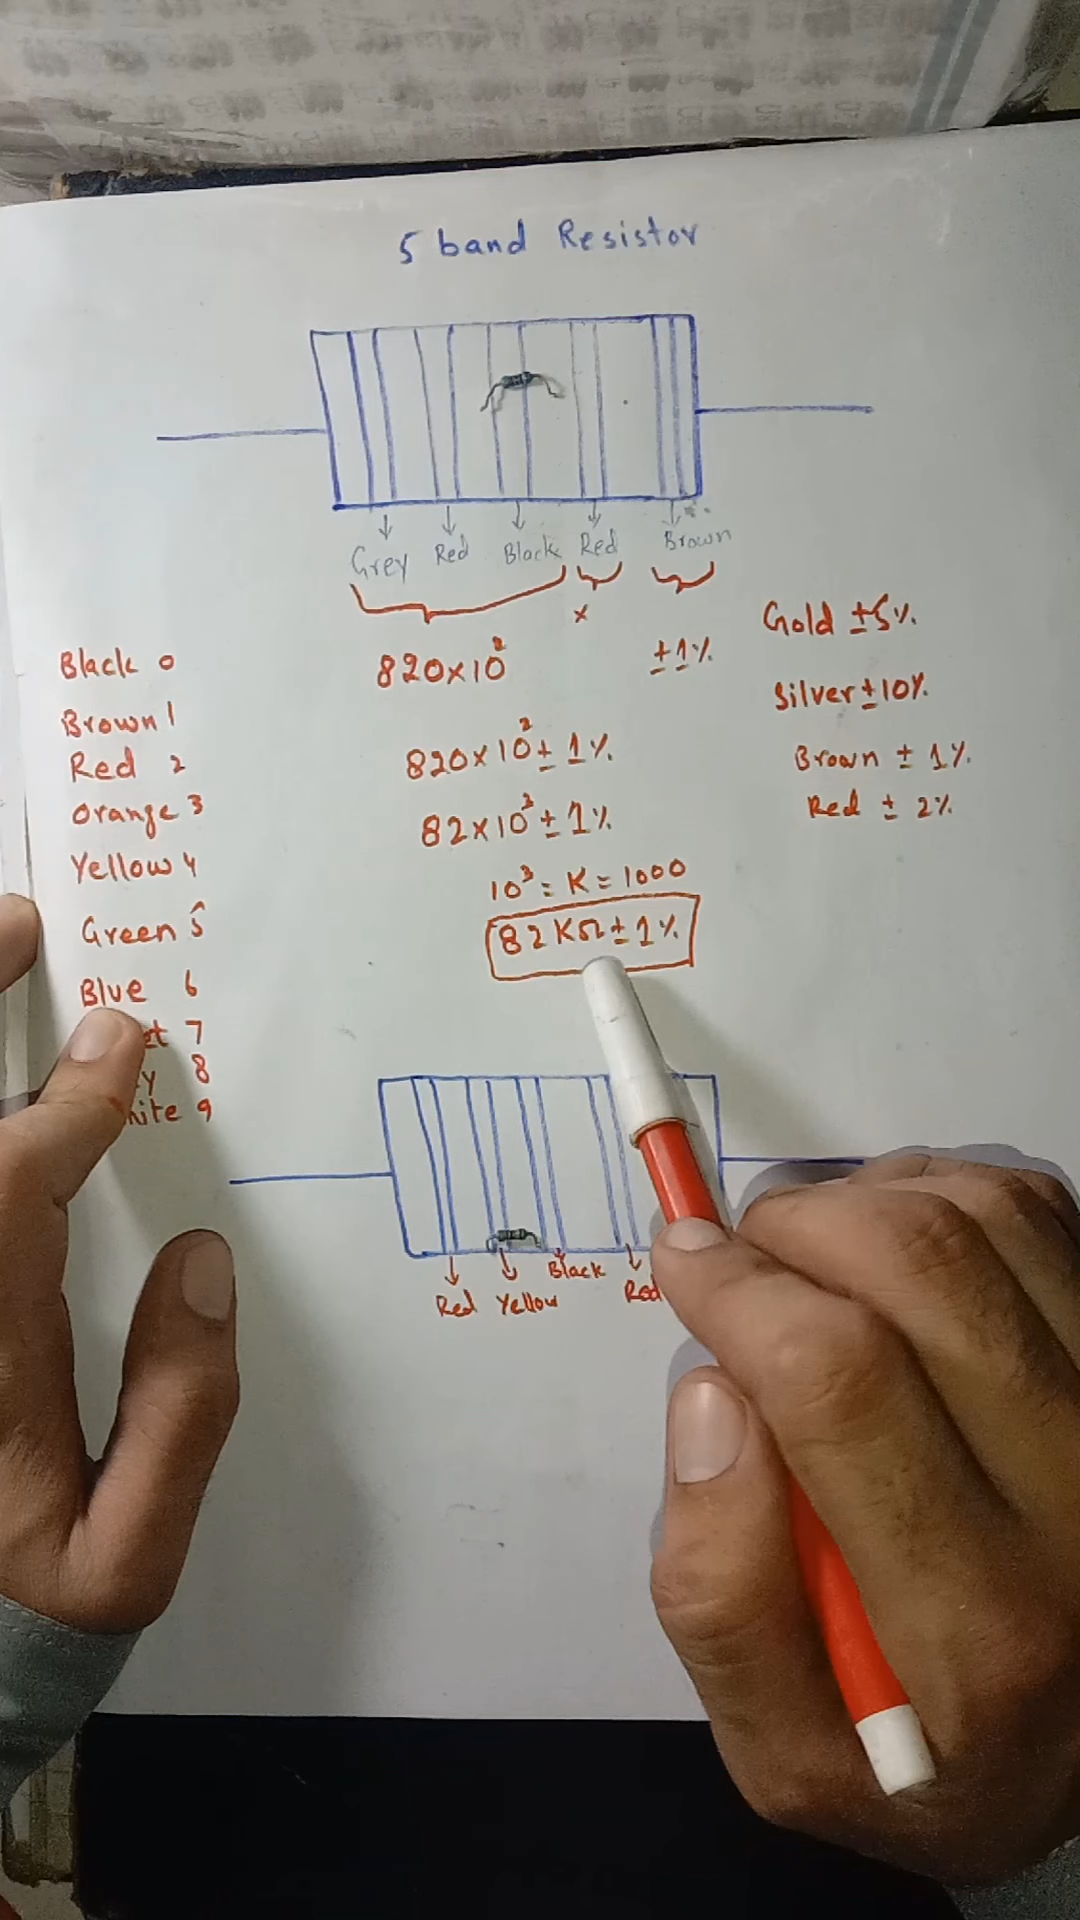 5 band Resistor
Grey Red Black Red Brown
x
Gold ±5%
Black 0
820×10² ±1%
Silver ±10%
Brown 1
820×10² ± 1%
Brown ± 1%
Red 2
Red ± 2%
Orange 3
82×10³ ± 1%
Yellow 4
10³ = K = 1000
Green 5
82 KΩ ± 1%
Blue 6
7
8
9
Red Yellow Black Red